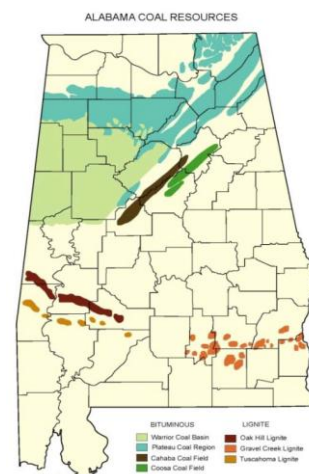 ALABAMA COAL RESOURCES
BITUMINOUS
Warrior Coal Basin
Plateau Coal Region
Cahaba Coal Field
Coosa Coal Field
LIGNITE
Oak Hill Lignite
Gravel Creek Lignite
Tuscahoma Lignite